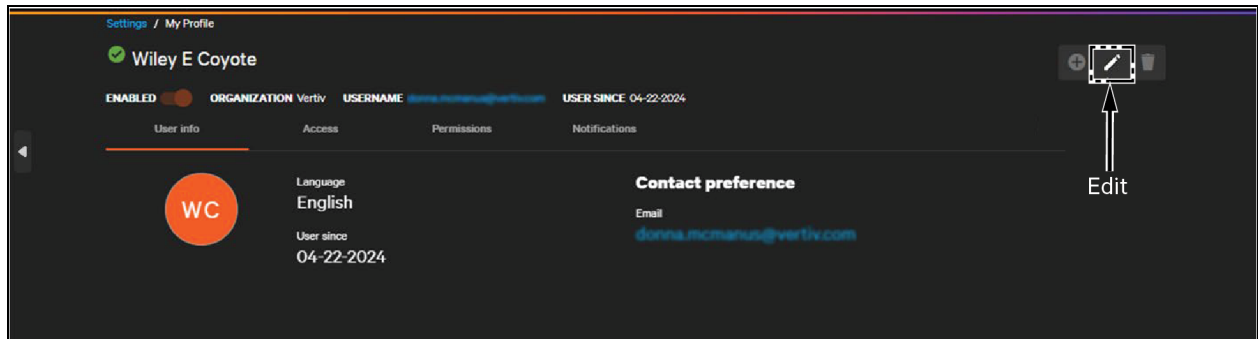 Settings / My Profile
Wiley E Coyote
ENABLED ORGANIZATION Vertiv USERNAME USER SINCE 04-22-2024
User info Access Permissions Notifications
WC
Language
English
User since
04-22-2024
Contact preference
Email
Edit